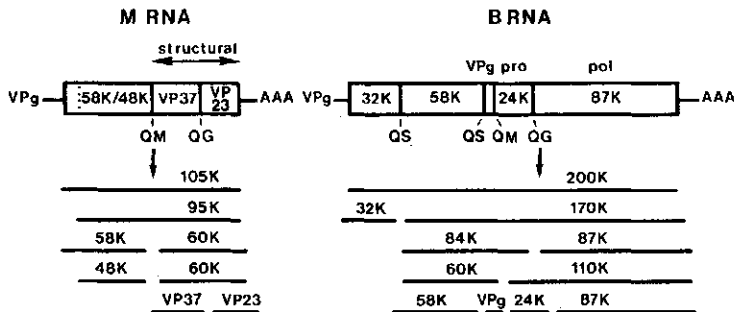 M RNA
B RNA
structural
VPg pro pol
VPg 58K/48K VP37 VP 23 AAA
VPg 32K 58K 24K 87K AAA
QM QG
QS QS QM QG
105K
200K
95K
32K 170K
58K 60K
84K 87K
48K 60K
60K 110K
VP37 VP23
58K VPg 24K 87K